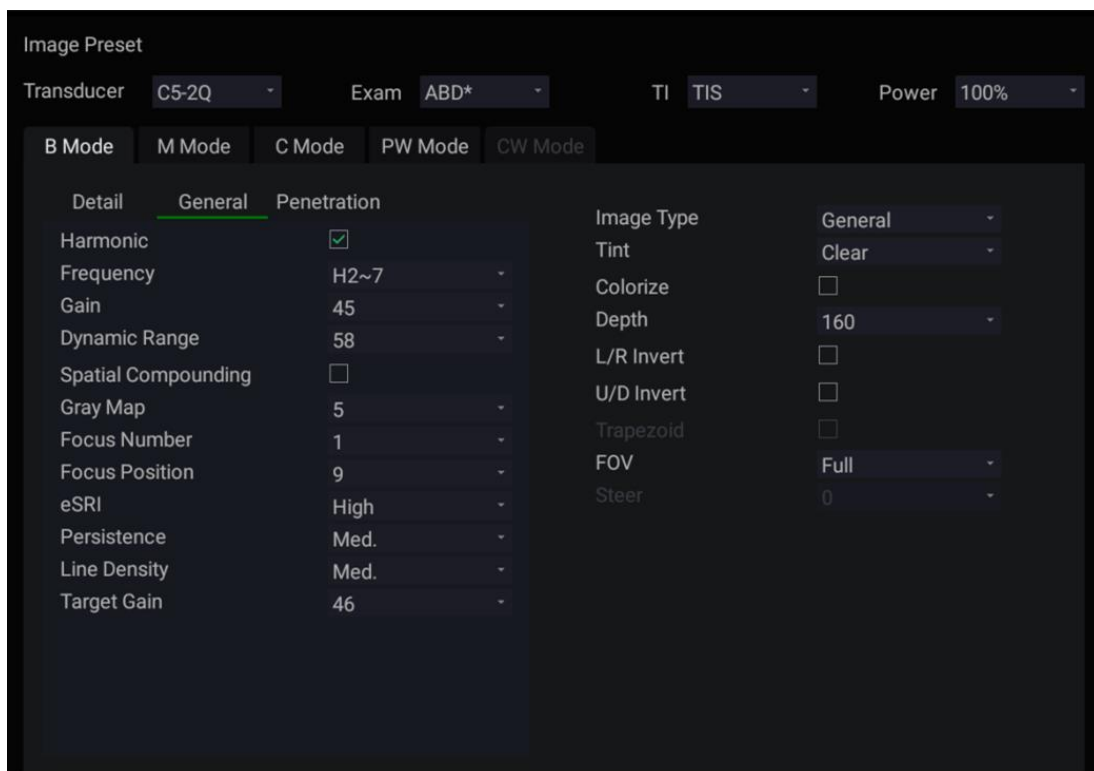 Image Preset
Transducer C5-2Q Exam ABD* TI TIS Power 100%
B Mode M Mode C Mode PW Mode CW Mode
Detail General Penetration
Harmonic
Frequency H2~7
Gain 45
Dynamic Range 58
Spatial Compounding
Gray Map 5
Focus Number 1
Focus Position 9
eSRI High
Persistence Med.
Line Density Med.
Target Gain 46
Image Type General
Tint Clear
Colorize
Depth 160
L/R Invert
U/D Invert
Trapezoid
FOV Full
Steer 0